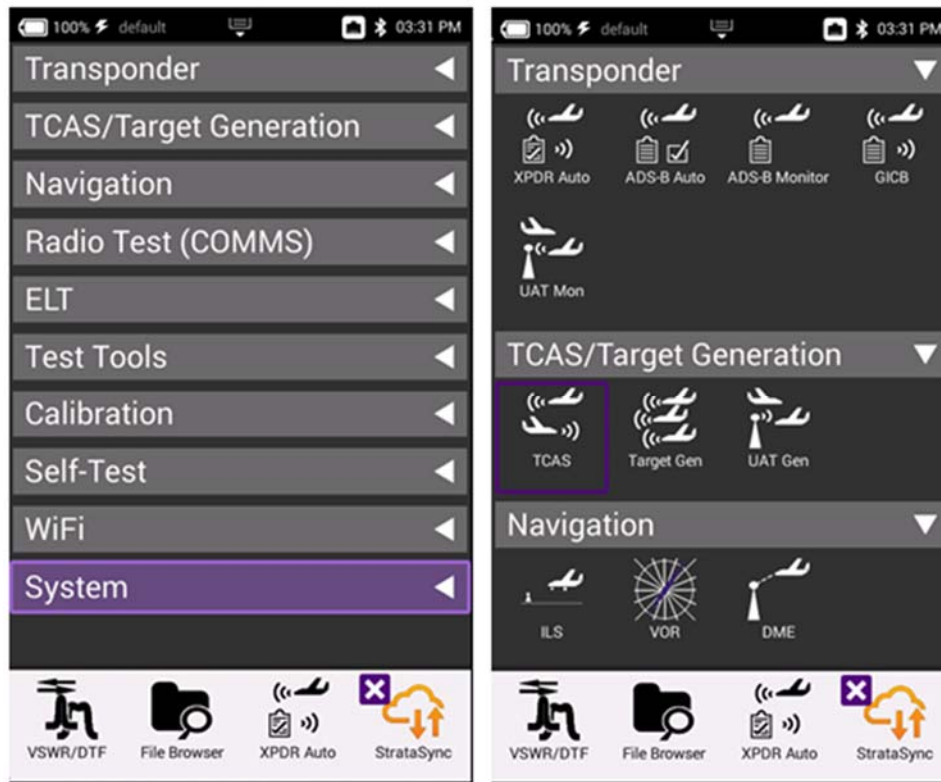 100% default 03:31 PM
Transponder
TCAS/Target Generation
Navigation
Radio Test (COMMS)
ELT
Test Tools
Calibration
Self-Test
WiFi
System
VSWR/DTF File Browser XPDR Auto StrataSync
100% default 03:31 PM
Transponder
XPDR Auto ADS-B Auto ADS-B Monitor GICB
UAT Mon
TCAS/Target Generation
TCAS Target Gen UAT Gen
Navigation
ILS VOR DME
VSWR/DTF File Browser XPDR Auto StrataSync